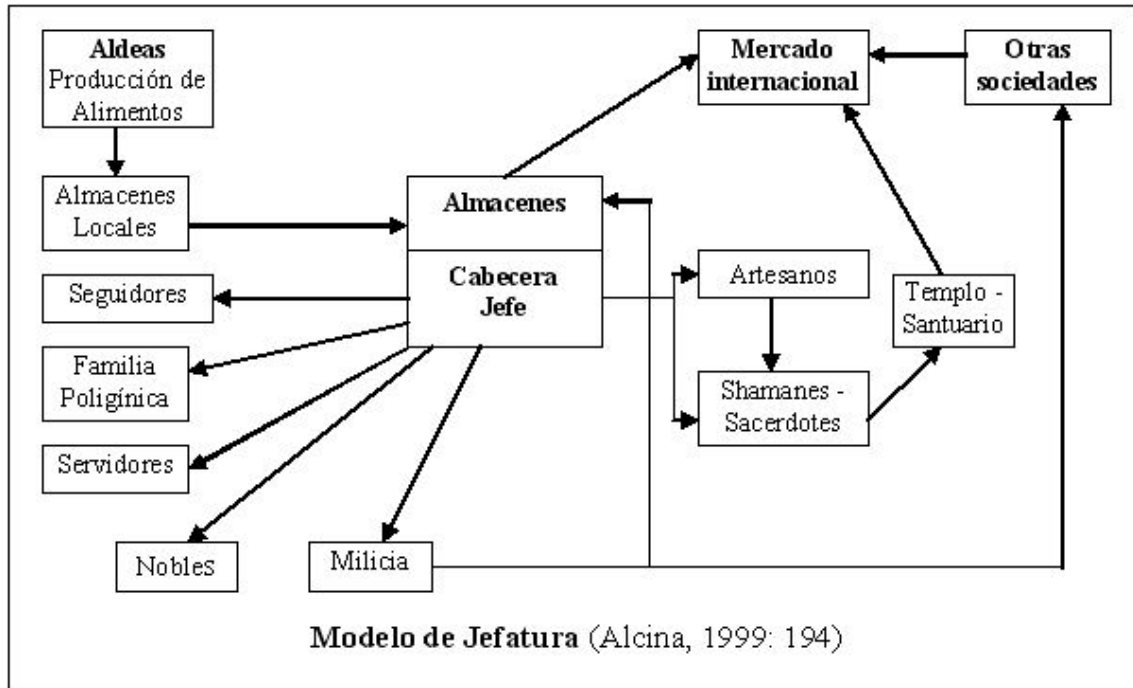 Aldeas
Producción de
Alimentos
Mercado
internacional
Otras
sociedades
Almacenes
Locales
Almacenes
Cabecera
Jefe
Seguidores
Familia
Poligínica
Servidores
Nobles
Milicia
Artesanos
Shamanes -
Sacerdotes
Templo -
Santuario
Modelo de Jefatura (Alcina, 1999: 194)